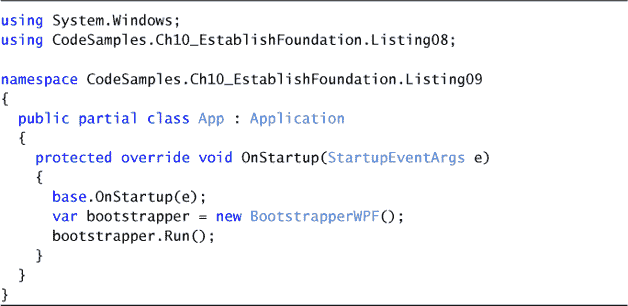 using System.Windows;
using CodeSamples.Ch10_EstablishFoundation.Listing08;

namespace CodeSamples.Ch10_EstablishFoundation.Listing09
{
  public partial class App : Application
  {
    protected override void OnStartup(StartupEventArgs e)
    {
      base.OnStartup(e);
      var bootstrapper = new BootstrapperWPF();
      bootstrapper.Run();
    }
  }
}